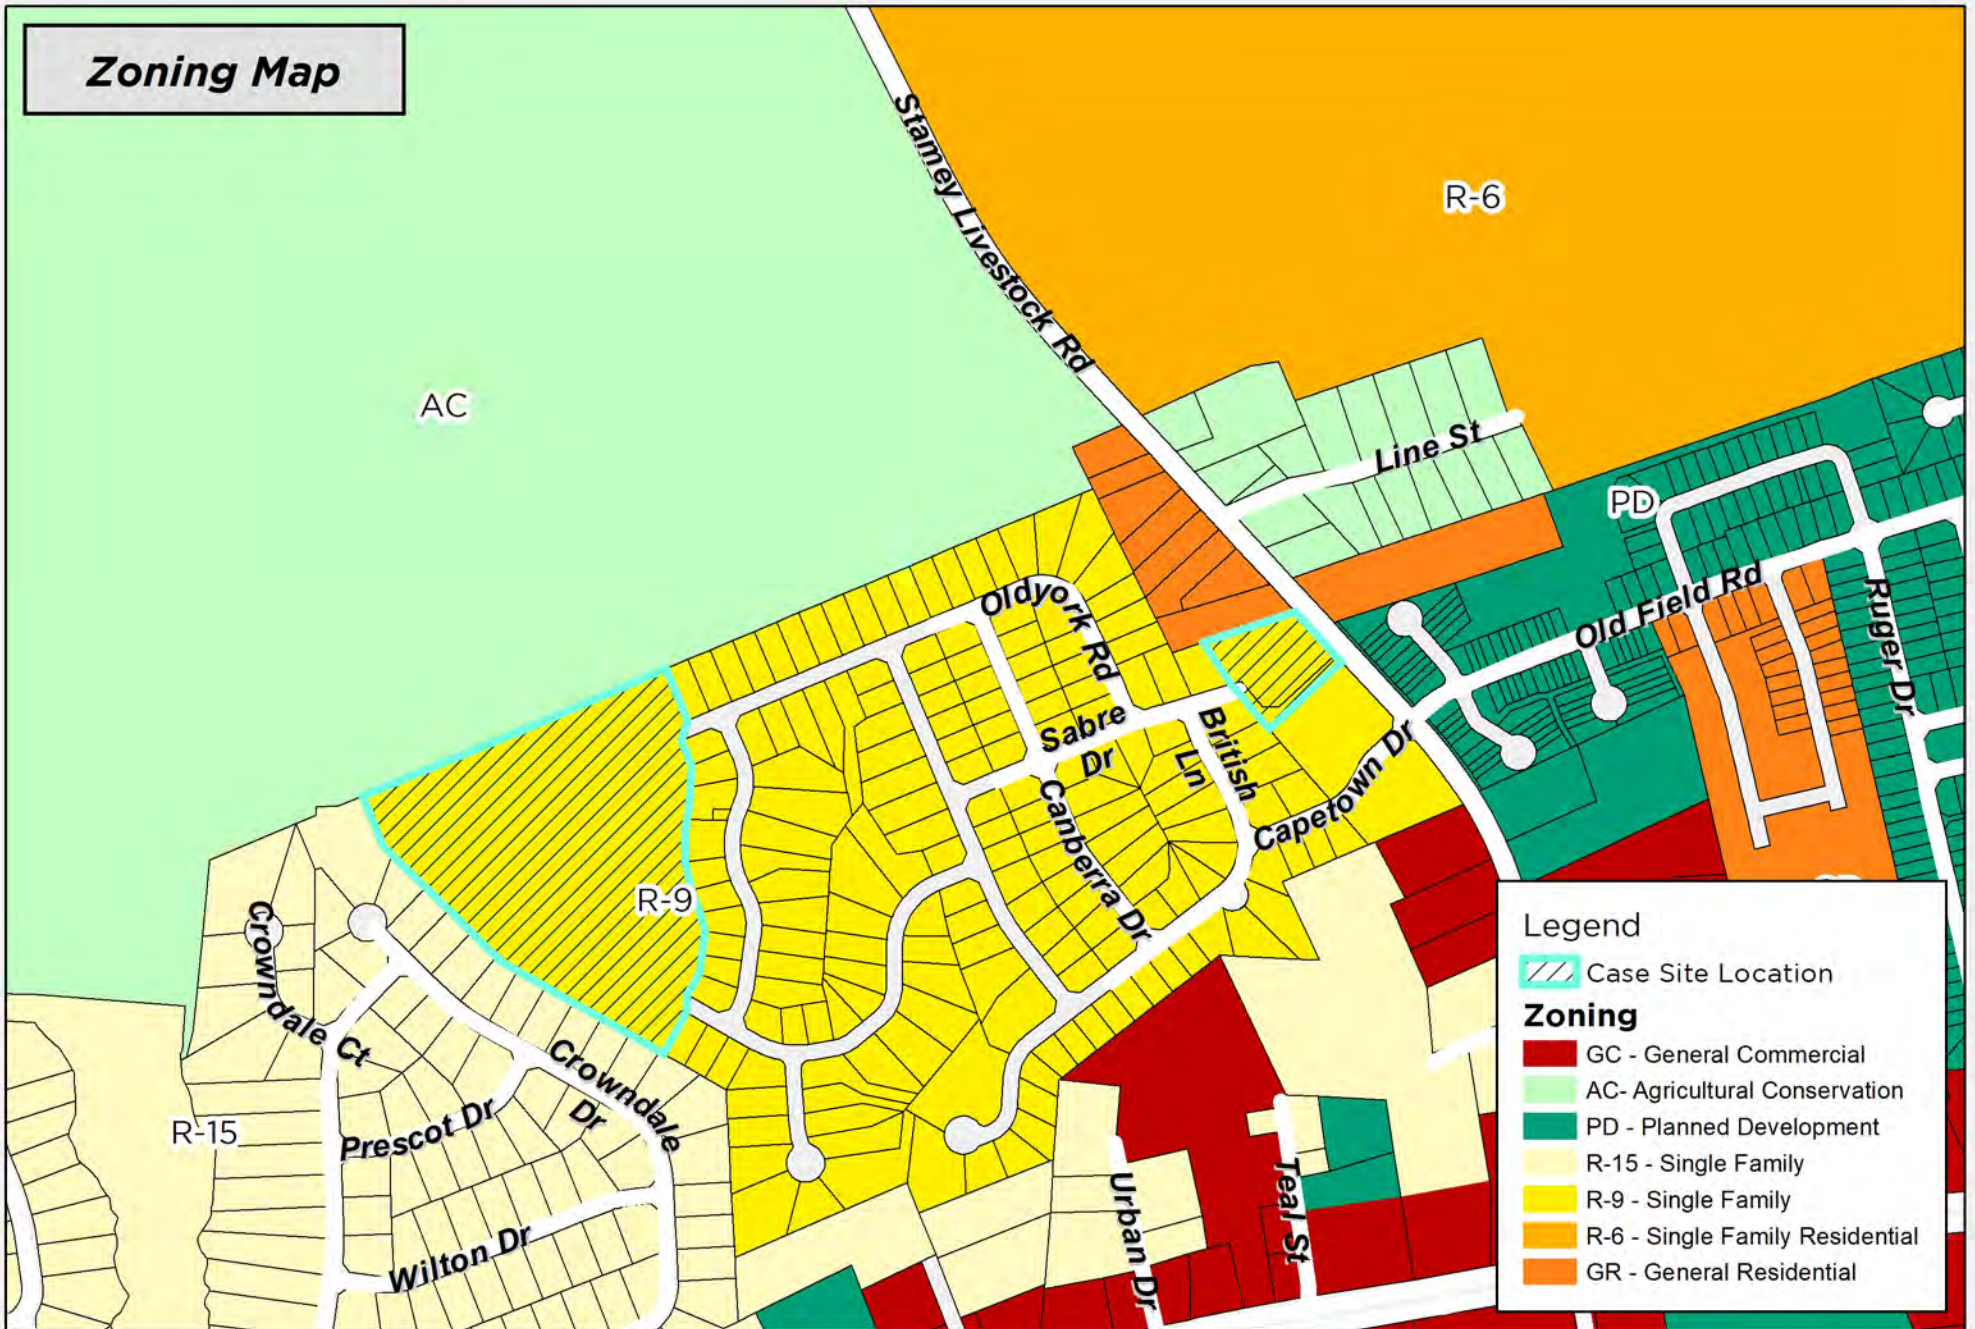 Zoning Map
Stamey Livestock Rd
R-6
AC
Line St
PD
Oldyork Rd
Old Field Rd
Ruger Dr
Sabre
Dr
British
Ln
Capetown Dr
Canberra Dr
R-9
Crowndale Ct
Crowndale
Dr
Prescot Dr
R-15
Wilton Dr
Urban Dr
Teal St
Legend
Case Site Location
Zoning
GC - General Commercial
AC- Agricultural Conservation
PD - Planned Development
R-15 - Single Family
R-9 - Single Family
R-6 - Single Family Residential
GR - General Residential